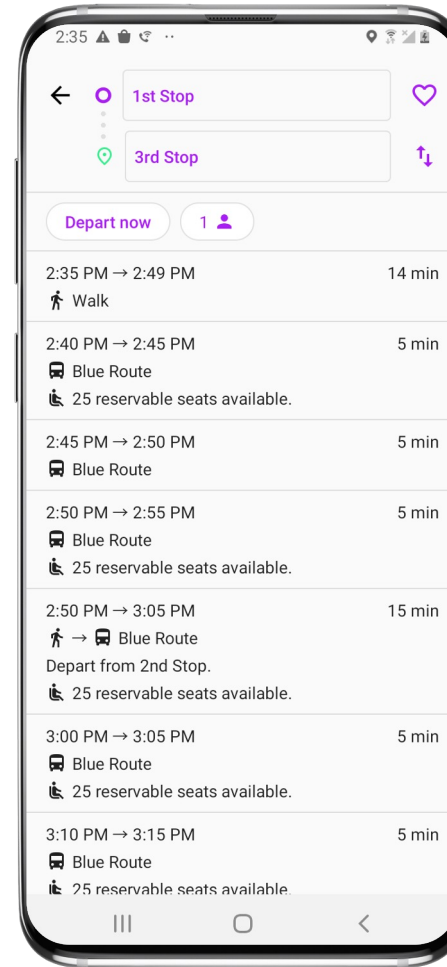 2:35
1st Stop
3rd Stop
Depart now
1
2:35 PM → 2:49 PM 14 min
Walk
2:40 PM → 2:45 PM 5 min
Blue Route
25 reservable seats available.
2:45 PM → 2:50 PM 5 min
Blue Route
2:50 PM → 2:55 PM 5 min
Blue Route
25 reservable seats available.
2:50 PM → 3:05 PM 15 min
→ Blue Route
Depart from 2nd Stop.
25 reservable seats available.
3:00 PM → 3:05 PM 5 min
Blue Route
25 reservable seats available.
3:10 PM → 3:15 PM 5 min
Blue Route
25 reservable seats available.